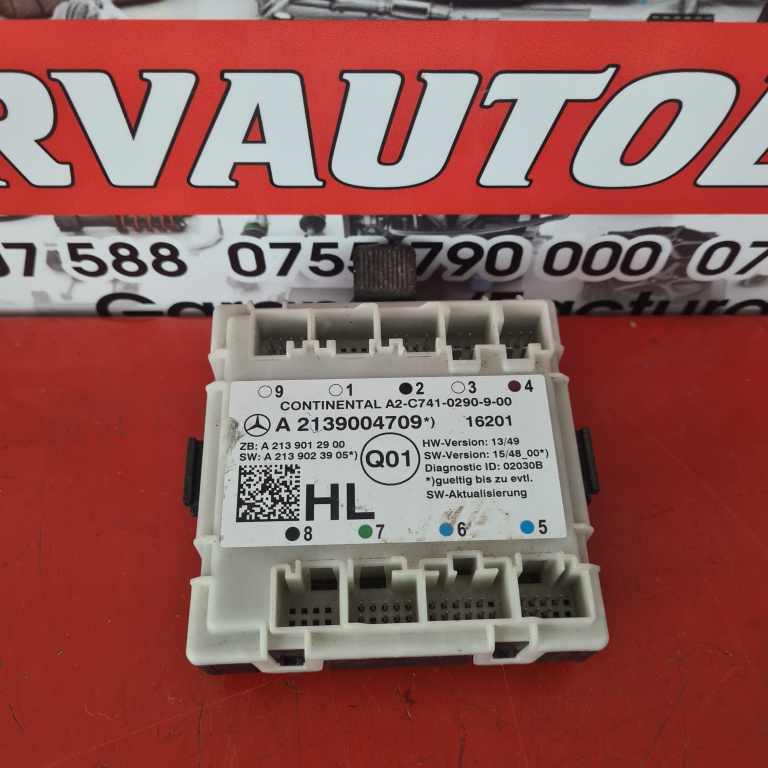 RVAUTO
588 0755 790 000 07
9 1 2 3 4
CONTINENTAL A2-C741-0290-9-00
A 2139004709*) 16201
ZB: A 213 901 29 00
SW: A 213 902 39 05*)
Q01
HW-Version: 13/49
SW-Version: 15/48_00*)
Diagnostic ID: 02030B
*)gueltig bis zu evtl.
SW-Aktualisierung
HL
8 7 6 5